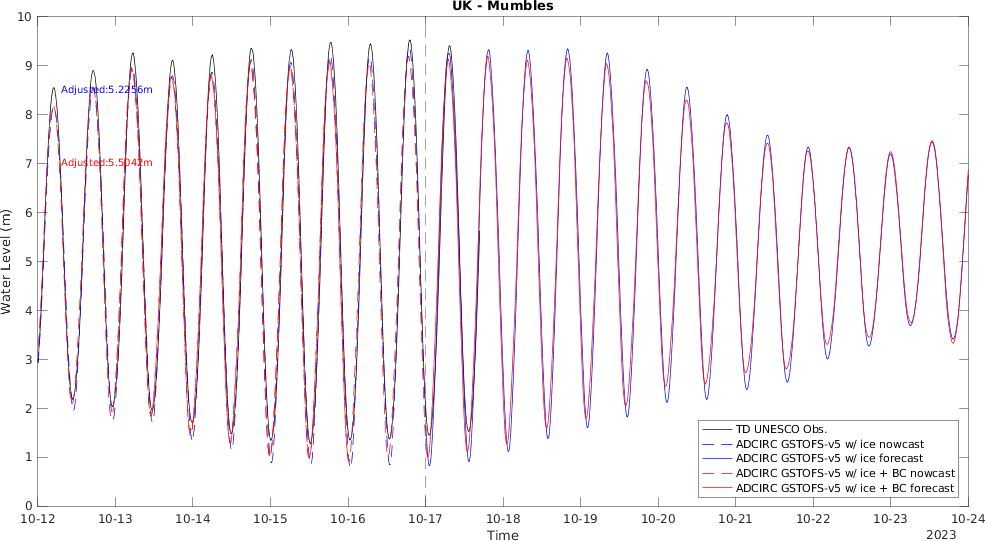 UK - Mumbles
10
9
8
7
6
5
4
3
2
1
0
Water Level (m)
Adjusted:5.2256m
Adjusted:5.5042m
TD UNESCO Obs.
ADCIRC GSTOFS-v5 w/ ice nowcast
ADCIRC GSTOFS-v5 w/ ice forecast
ADCIRC GSTOFS-v5 w/ ice + BC nowcast
ADCIRC GSTOFS-v5 w/ ice + BC forecast
10-12 10-13 10-14 10-15 10-16 10-17 10-18 10-19 10-20 10-21 10-22 10-23 10-24
Time
2023